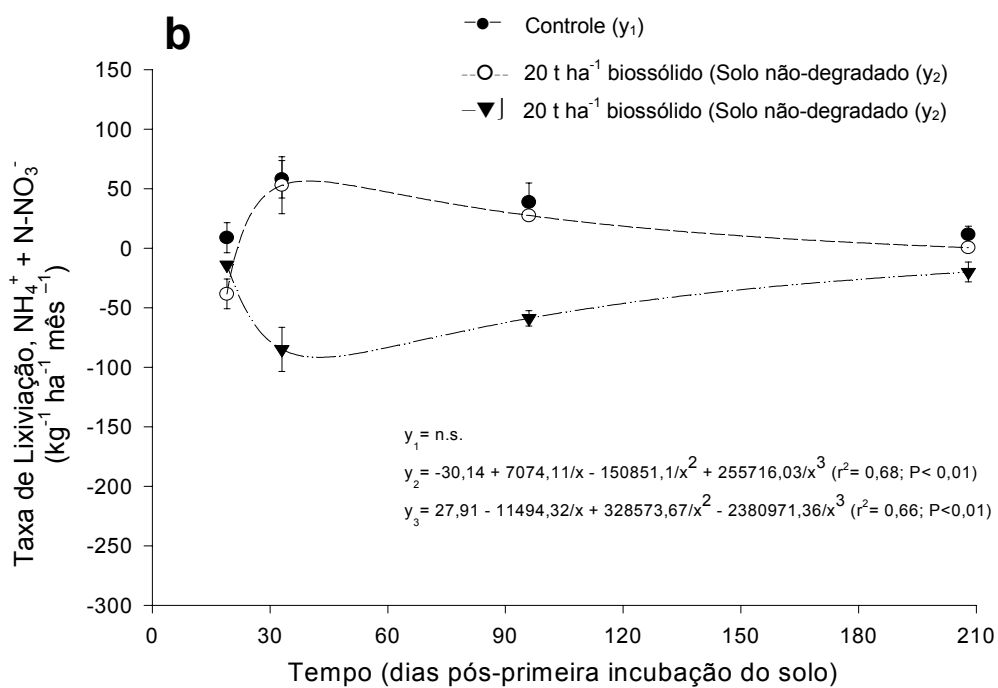 b
Controle (y₁)
20 t ha⁻¹ biossólido (Solo não-degradado (y₂)
20 t ha⁻¹ biossólido (Solo não-degradado (y₂)
150
100
50
0
-50
-100
-150
-200
-250
-300
Taxa de Lixiviação, NH₄⁺ + N-NO₃⁻
(kg⁻¹ ha⁻¹ mês⁻¹)
y₁= n.s.
y₂= -30,14 + 7074,11/x - 150851,1/x² + 255716,03/x³ (r²= 0,68; P< 0,01)
y₃= 27,91 - 11494,32/x + 328573,67/x² - 2380971,36/x³ (r²= 0,66; P<0,01)
0 30 60 90 120 150 180 210
Tempo (dias pós-primeira incubação do solo)